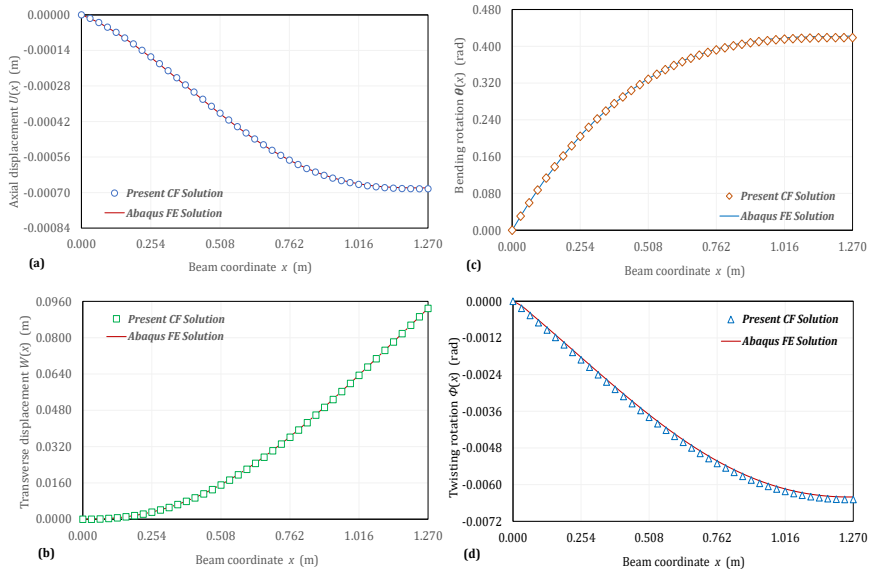 0.00000
-0.00014
-0.00028
-0.00042
-0.00056
-0.00070
-0.00084
Axial displacement U(x) (m)
Present CF Solution
Abaqus FE Solution
0.000 0.254 0.508 0.762 1.016 1.270
(a)
Beam coordinate x (m)
0.480
0.400
0.320
0.240
0.160
0.080
0.000
Bending rotation θ(x) (rad)
Present CF Solution
Abaqus FE Solution
0.000 0.254 0.508 0.762 1.016 1.270
(c)
Beam coordinate x (m)
0.0960
0.0800
0.0640
0.0480
0.0320
0.0160
0.0000
Transverse displacement W(x) (m)
Present CF Solution
Abaqus FE Solution
0.000 0.254 0.508 0.762 1.016 1.270
(b)
Beam coordinate x (m)
0.0000
-0.0012
-0.0024
-0.0036
-0.0048
-0.0060
-0.0072
Twisting rotation Φ(x) (rad)
Present CF Solution
Abaqus FE Solution
0.000 0.254 0.508 0.762 1.016 1.270
(d)
Beam coordinate x (m)